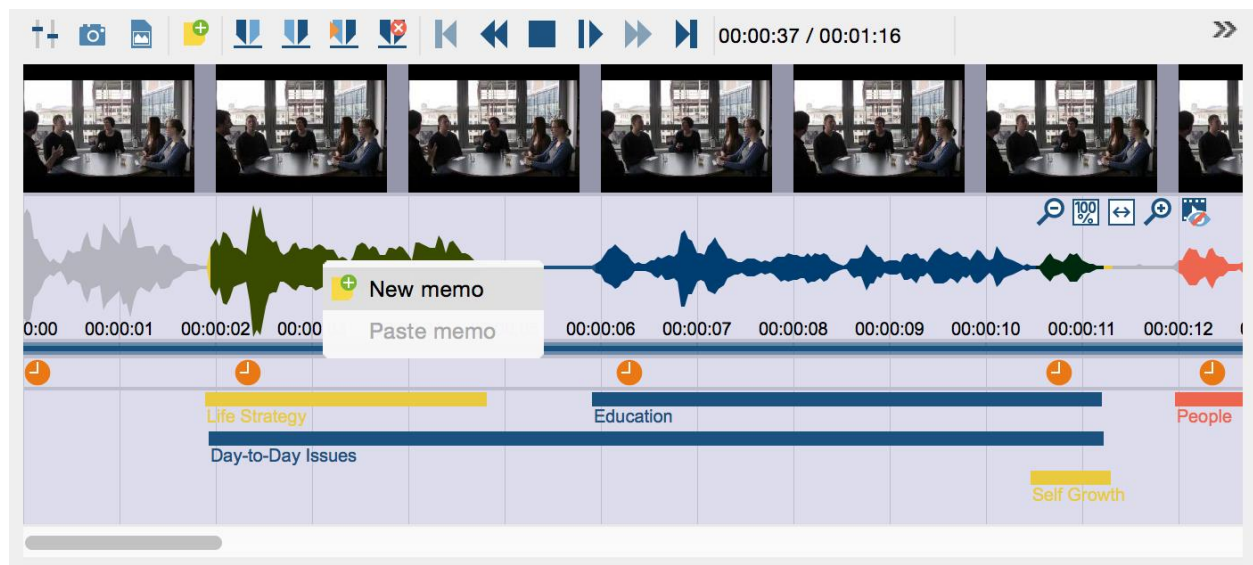 00:00:37 / 00:01:16
100
%
New memo
Paste memo
0:00 00:00:01 00:00:02 00:00 00:00:06 00:00:07 00:00:08 00:00:09 00:00:10 00:00:11 00:00:12
Life Strategy
Education
People
Day-to-Day Issues
Self Growth